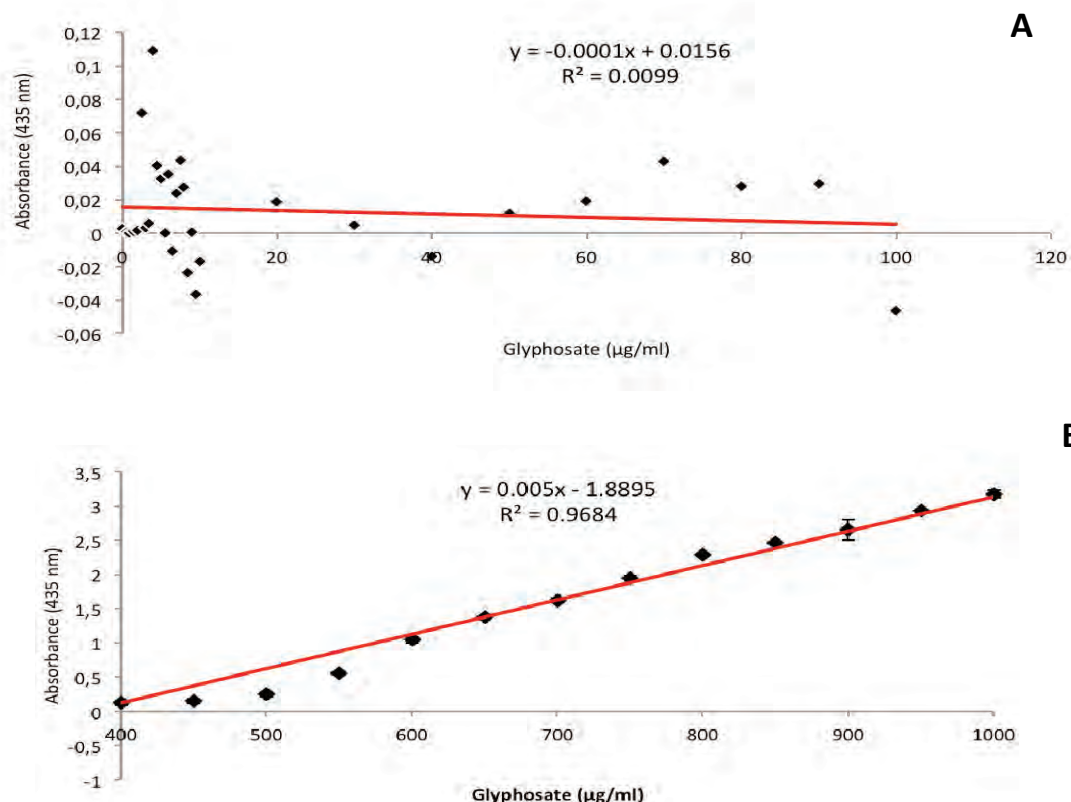 A
0,12
0,1
0,08
0,06
0,04
0,02
0
-0,02
-0,04
-0,06
Absorbance (435 nm)
y = -0.0001x + 0.0156
R² = 0.0099
0 20 40 60 80 100 120
Glyphosate (µg/ml)
B
3,5
3
2,5
2
1,5
1
0,5
0
-0,5
-1
Absorbance (435 nm)
y = 0.005x - 1.8895
R² = 0.9684
400 500 600 700 800 900 1000
Glyphosate (µg/ml)